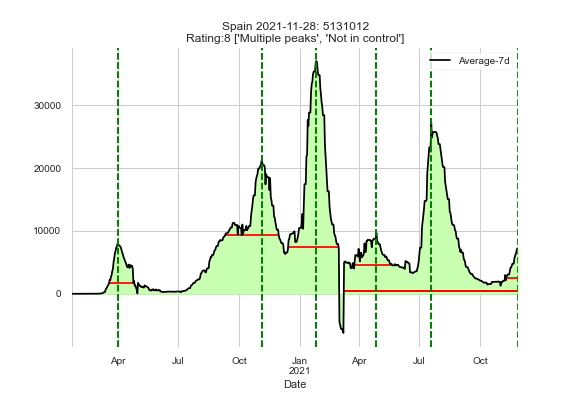 Spain 2021-11-28: 5131012
Rating:8 ['Multiple peaks', 'Not in control']
Average-7d
30000
20000
10000
0
Apr Jul Oct Jan Apr Jul Oct
2021
Date